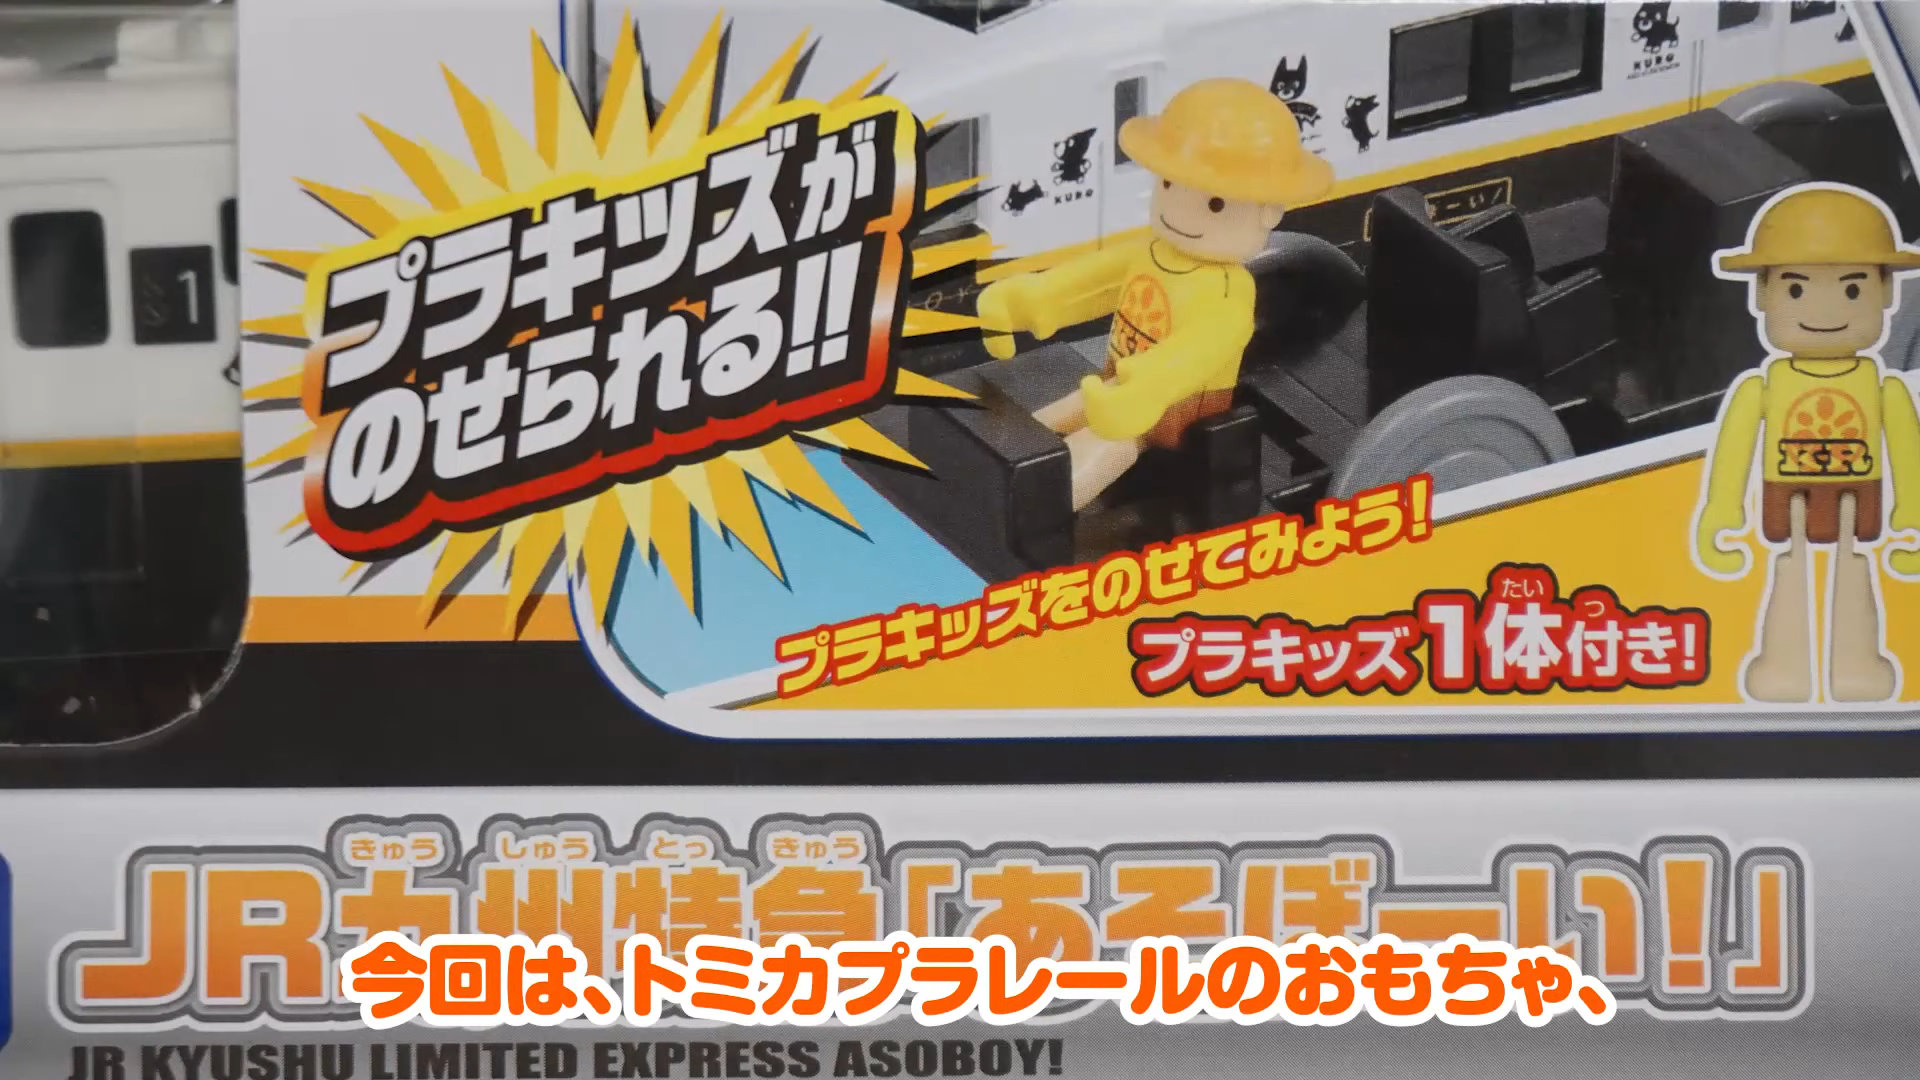 プラキッズが
のせられる!!
KURO
KURO
1
KR
プラキッズをのせてみよう!
たい つ
プラキッズ1体付き!
きゅう しゅう とっ きゅう
JR九州特急「あそぼーい!」
今回は、トミカプラレールのおもちゃ、
JR KYUSHU LIMITED EXPRESS ASOBOY!